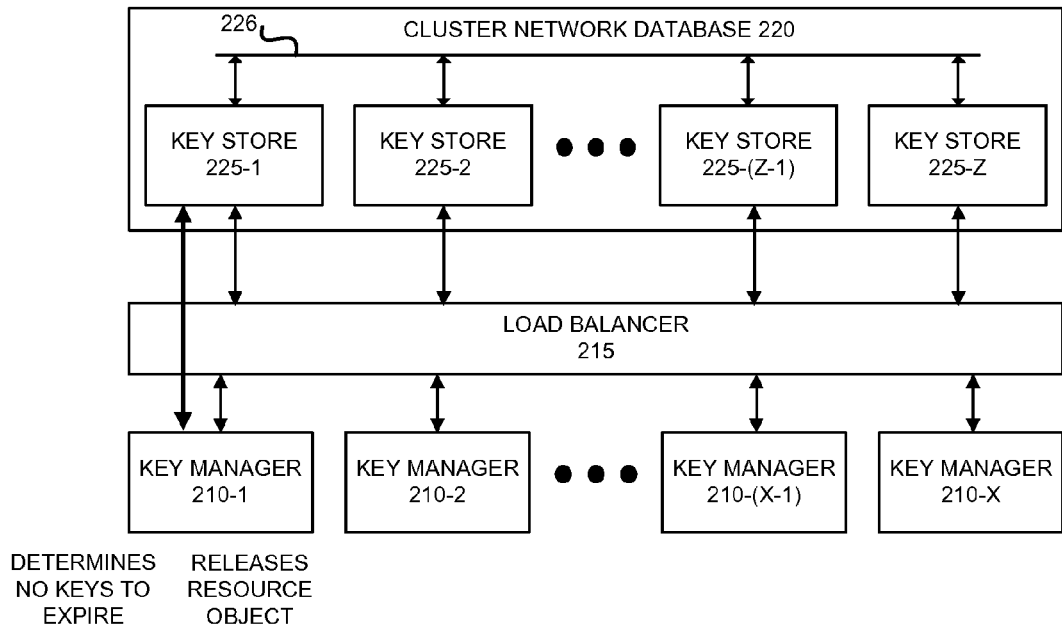 226
CLUSTER NETWORK DATABASE 220
KEY STORE
225-1
KEY STORE
225-2
KEY STORE
225-(Z-1)
KEY STORE
225-Z
LOAD BALANCER
215
KEY MANAGER
210-1
KEY MANAGER
210-2
KEY MANAGER
210-(X-1)
KEY MANAGER
210-X
DETERMINES
NO KEYS TO
EXPIRE
RELEASES
RESOURCE
OBJECT